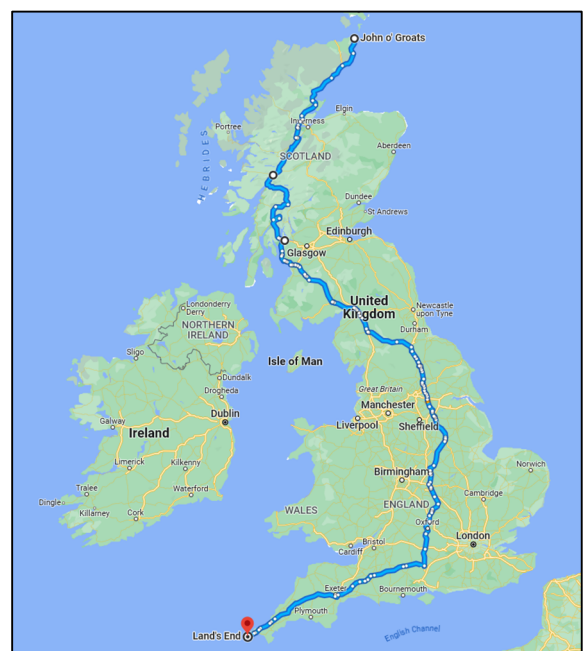 John o' Groats
Elgin
Inverness
Portree
Aberdeen
SCOTLAND
HEBRIDES
Dundee
St Andrews
Edinburgh
Glasgow
United
Kingdom
Londonderry
Derry
Newcastle
upon Tyne
NORTHERN
IRELAND
Durham
Sligo
Isle of Man
Dundalk
Great Britain
Drogheda
Manchester
Dublin
Galway
Liverpool
Sheffield
Ireland
Limerick
Kilkenny
Norwich
Birmingham
Tralee
Waterford
Cambridge
Dingle
Killarney
Cork
WALES
ENGLAND
Oxford
London
Bristol
Cardiff
Exeter
Bournemouth
Plymouth
Land's End
English Channel